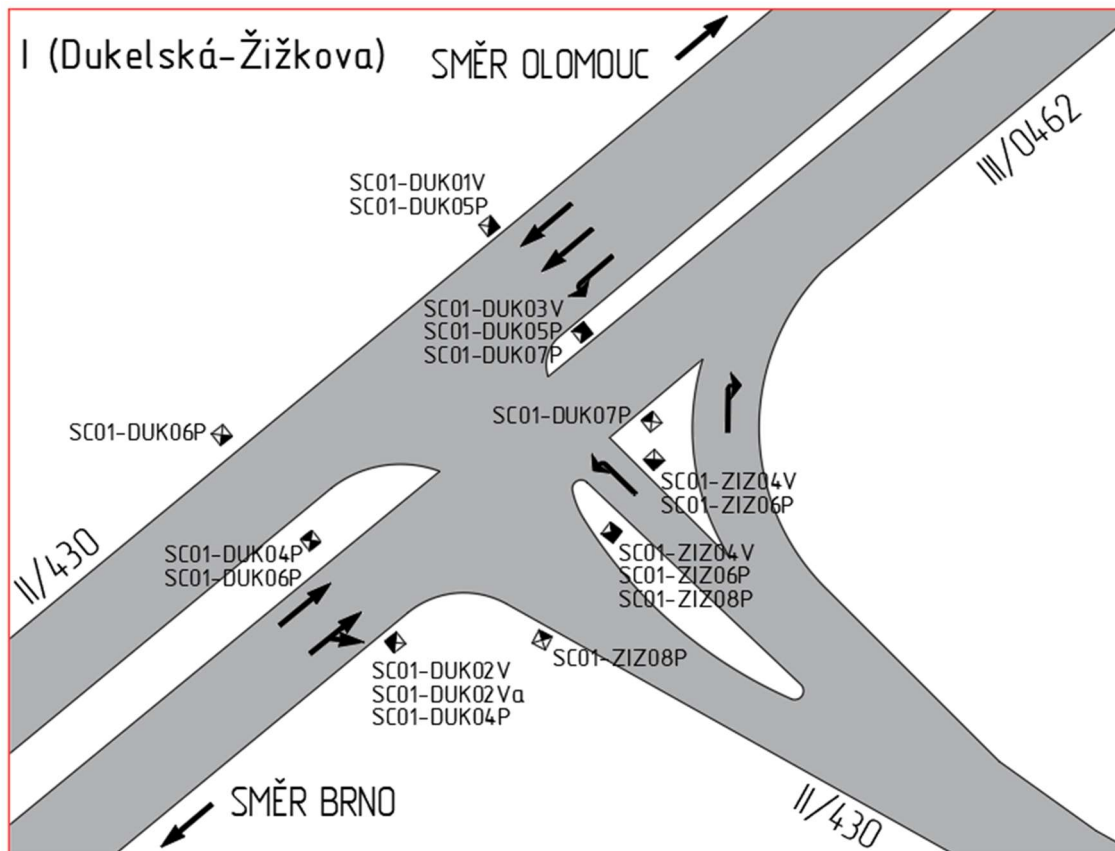 I (Dukelská-Žižkova)
SMĚR OLOMOUC
III/0462
SC01-DUK01V
SC01-DUK05P
SC01-DUK03V
SC01-DUK05P
SC01-DUK07P
SC01-DUK07P
SC01-DUK06P
SC01-ZIZ04V
SC01-ZIZ06P
II/430
SC01-DUK04P
SC01-DUK06P
SC01-ZIZ04V
SC01-ZIZ06P
SC01-ZIZ08P
SC01-ZIZ08P
SC01-DUK02V
SC01-DUK02Va
SC01-DUK04P
SMĚR BRNO
II/430